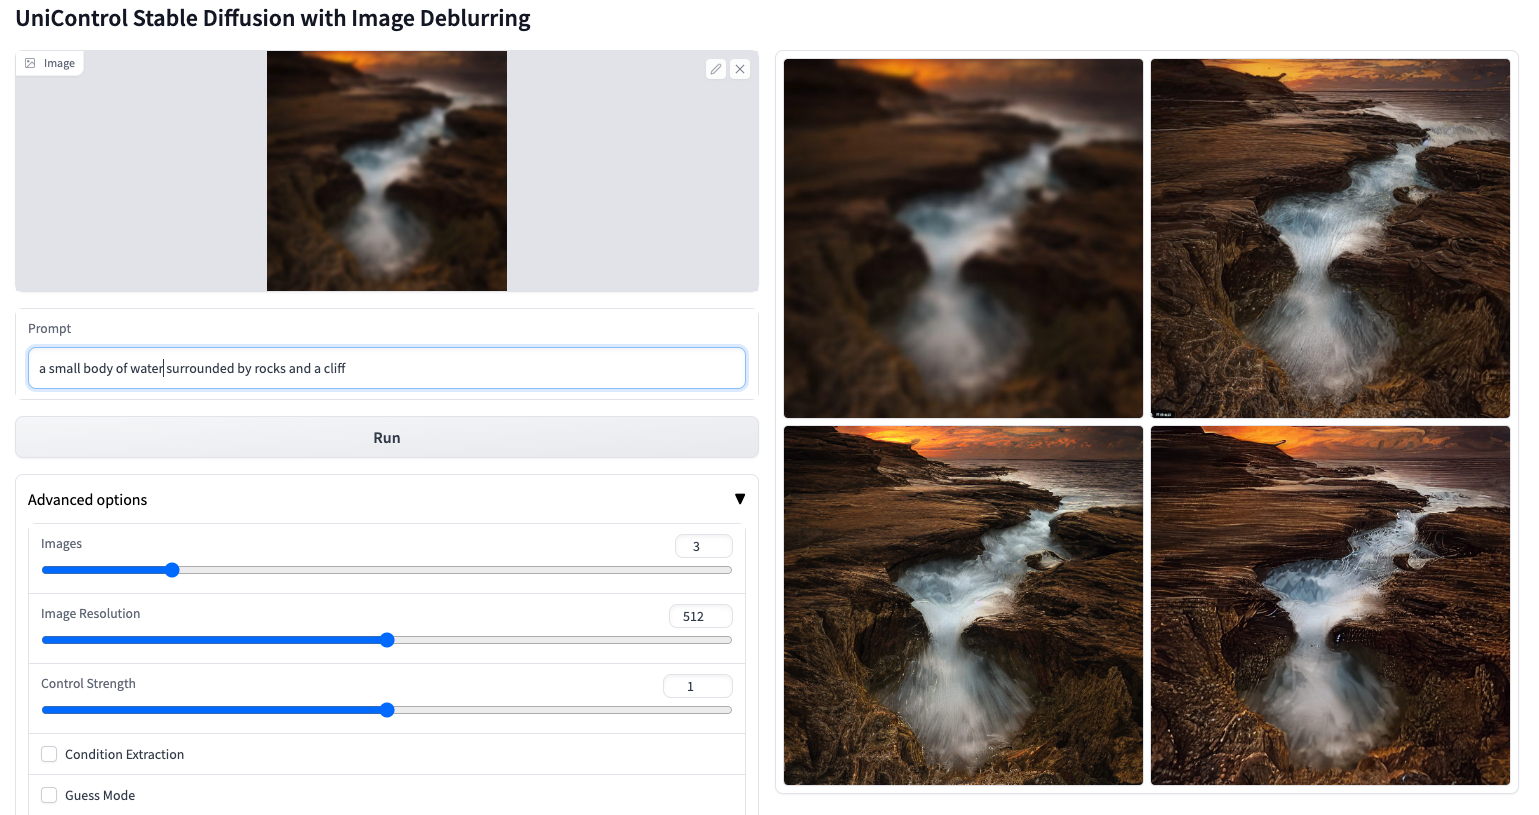 UniControl Stable Diffusion with Image Deblurring
Image
Prompt
a small body of water surrounded by rocks and a cliff
Run
Advanced options
Images
3
Image Resolution
512
Control Strength
1
Condition Extraction
Guess Mode